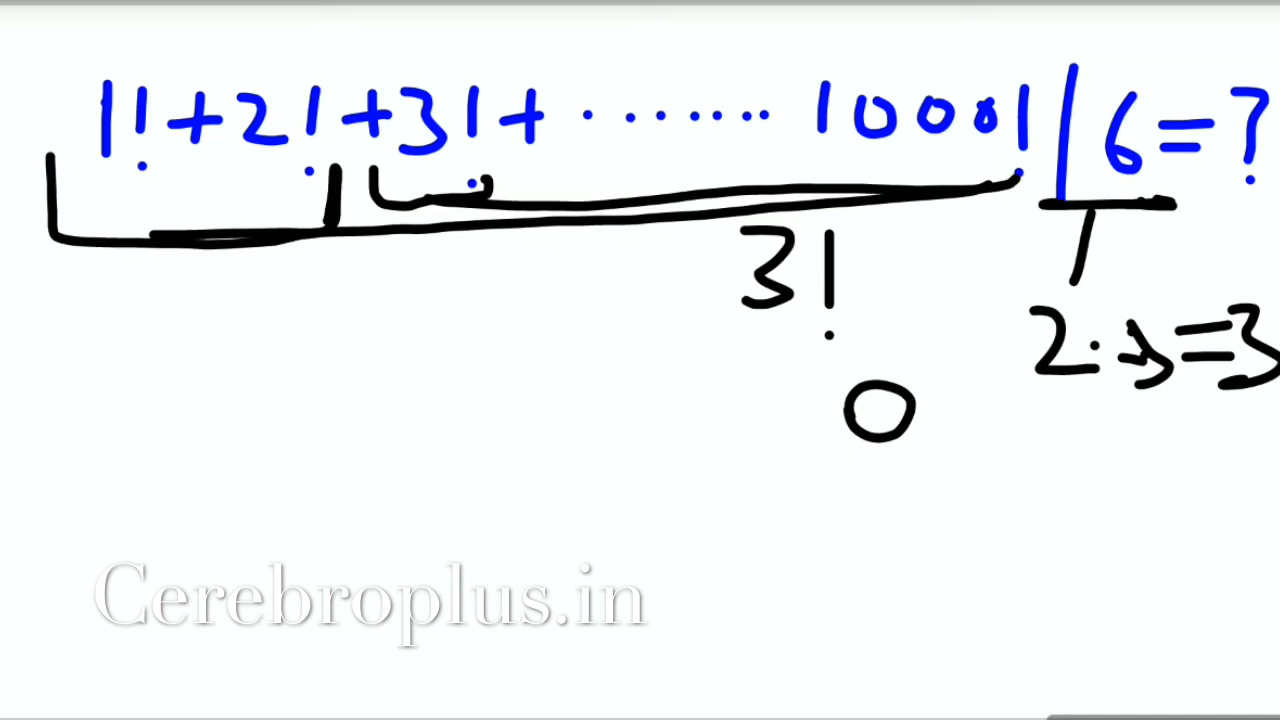 1! + 2! + 3! + ........ 1000! | 6 = ?
3!
2 · 3 = 3
0
Cerebroplus.in